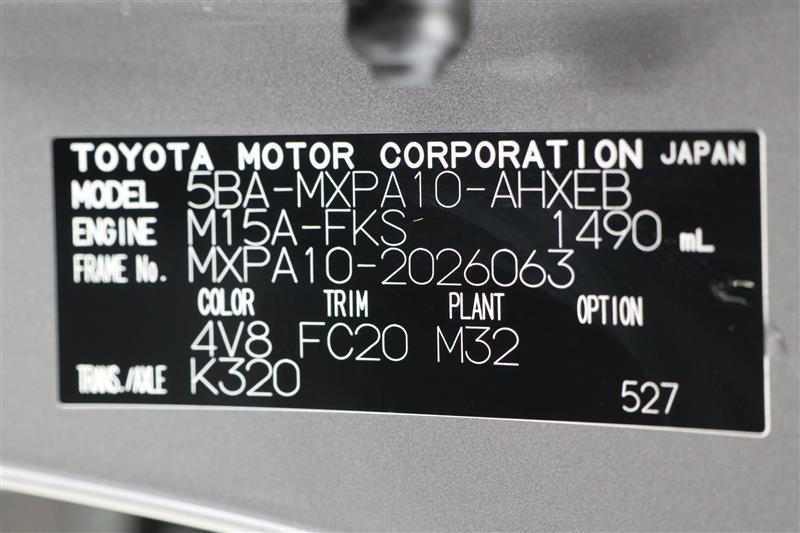 TOYOTA MOTOR CORPORATION JAPAN
MODEL 5BA-MXPA10-AHXEB
ENGINE M15A-FKS 1490 mL
FRAME No. MXPA10-2026063
COLOR TRIM PLANT OPTION
4V8 FC20 M32
TRANS./AXLE K320
527